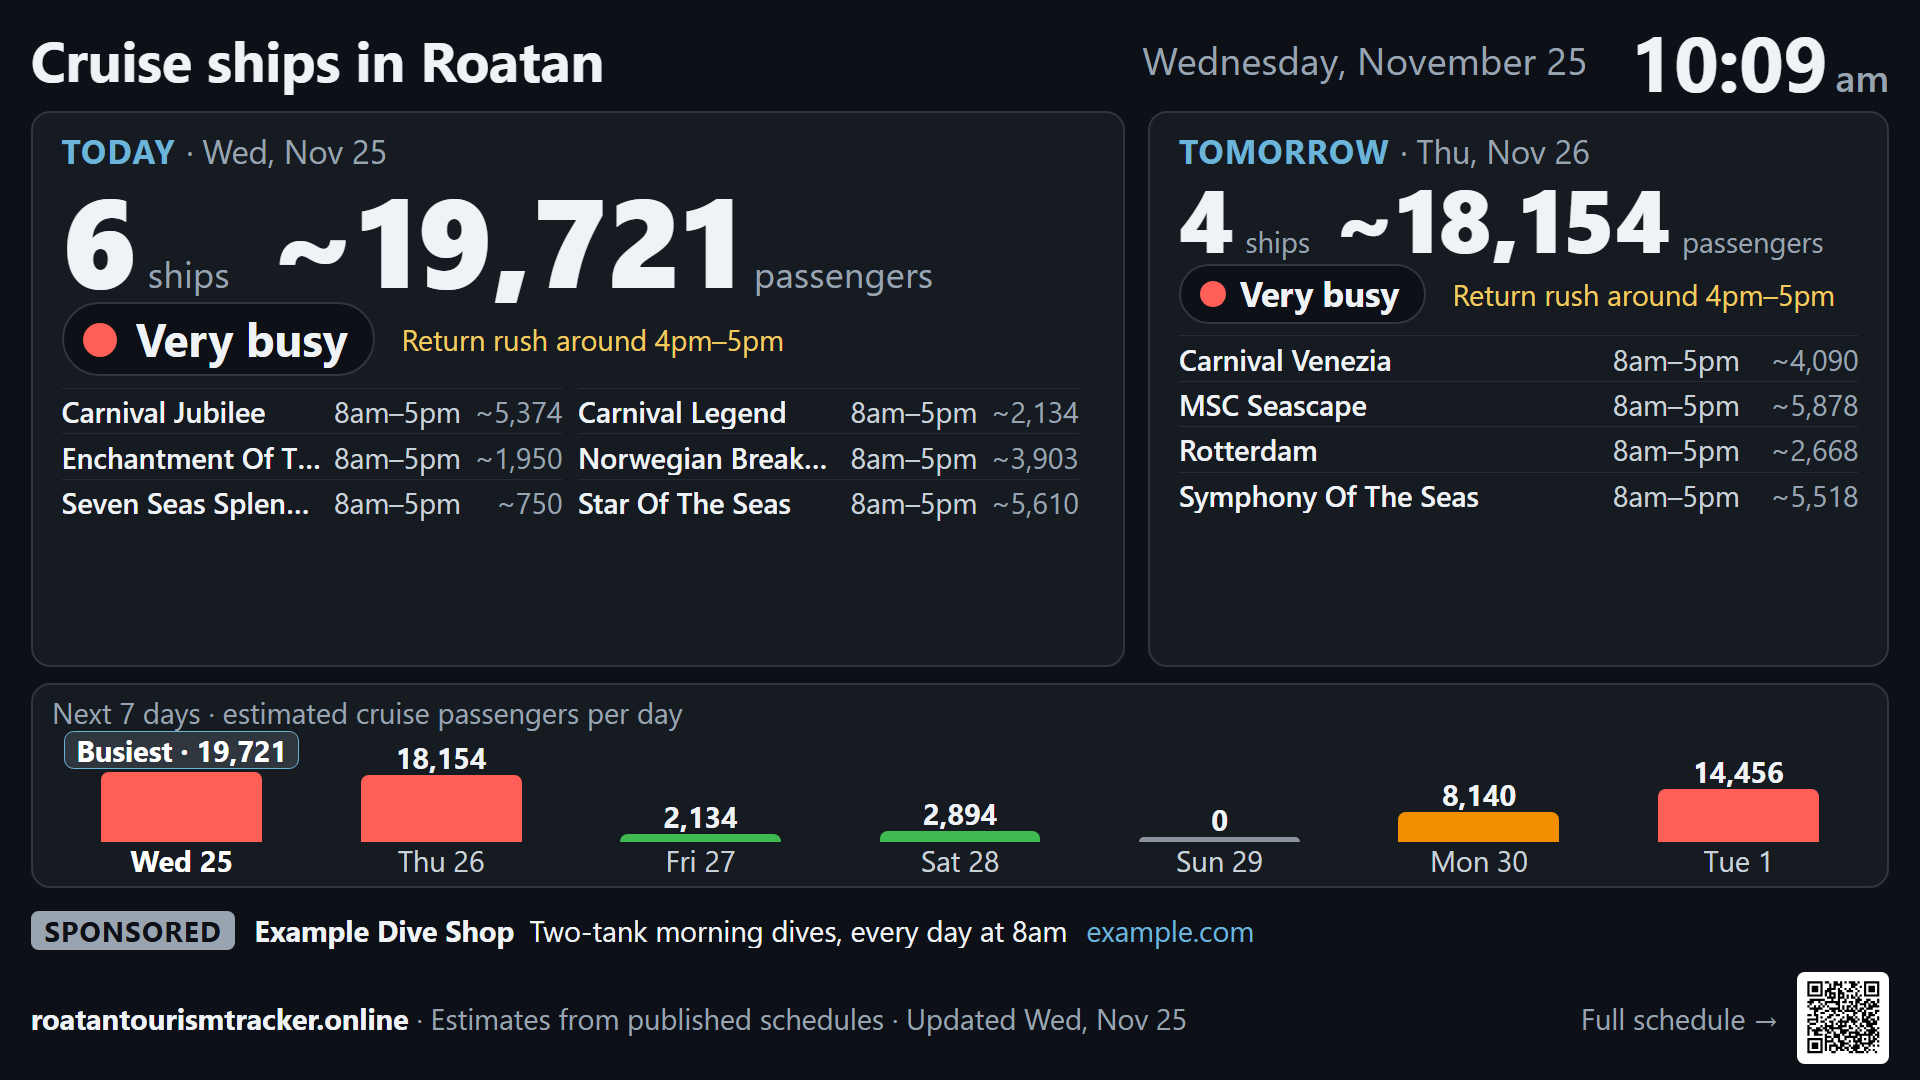 Cruise ships in Roatan
Wednesday, November 25 10:09 am
TODAY · Wed, Nov 25
6 ships ~19,721 passengers
Very busy Return rush around 4pm–5pm
Carnival Jubilee 8am–5pm ~5,374
Carnival Legend 8am–5pm ~2,134
Enchantment Of T... 8am–5pm ~1,950
Norwegian Break... 8am–5pm ~3,903
Seven Seas Splen... 8am–5pm ~750
Star Of The Seas 8am–5pm ~5,610
TOMORROW · Thu, Nov 26
4 ships ~18,154 passengers
Very busy Return rush around 4pm–5pm
Carnival Venezia 8am–5pm ~4,090
MSC Seascape 8am–5pm ~5,878
Rotterdam 8am–5pm ~2,668
Symphony Of The Seas 8am–5pm ~5,518
Next 7 days · estimated cruise passengers per day
Busiest · 19,721 18,154 2,134 2,894 0 8,140 14,456
Wed 25 Thu 26 Fri 27 Sat 28 Sun 29 Mon 30 Tue 1
SPONSORED Example Dive Shop Two-tank morning dives, every day at 8am example.com
roatantourismtracker.online · Estimates from published schedules · Updated Wed, Nov 25
Full schedule →